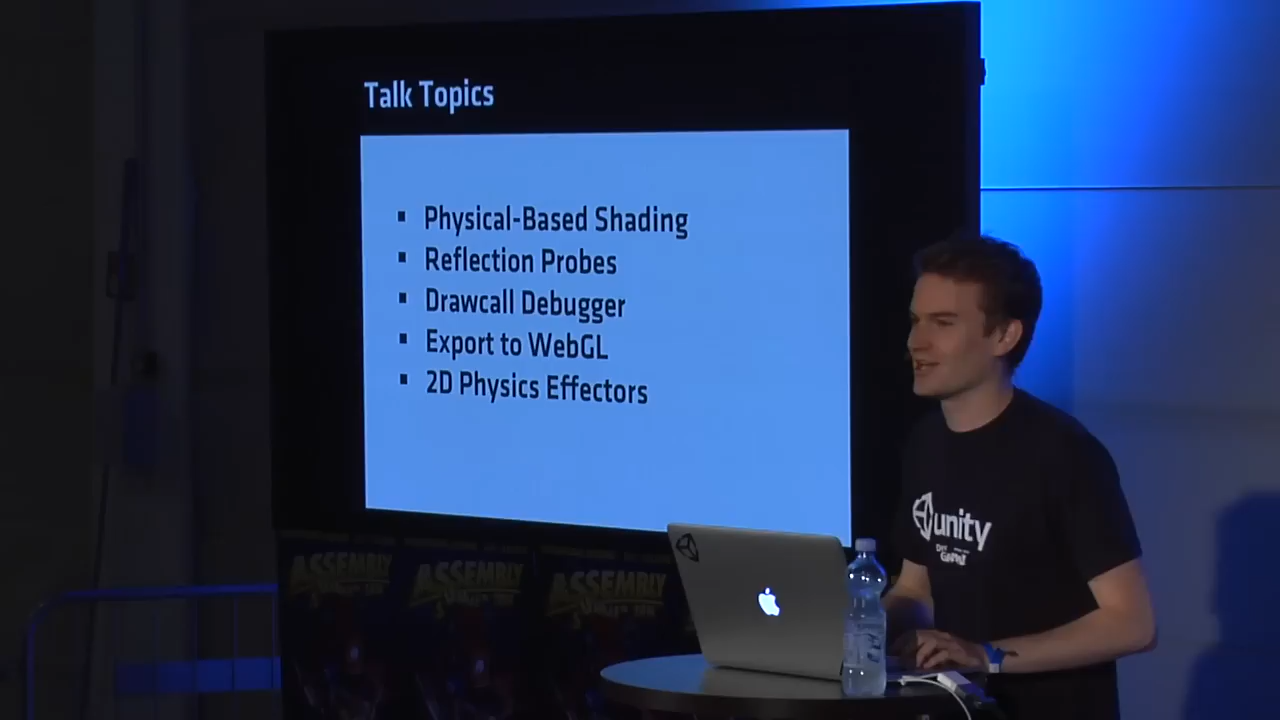 Talk Topics
▪ Physical-Based Shading
▪ Reflection Probes
▪ Drawcall Debugger
▪ Export to WebGL
▪ 2D Physics Effectors
unity
ASSEMBLY ASSEMBLY ASSEMBLY